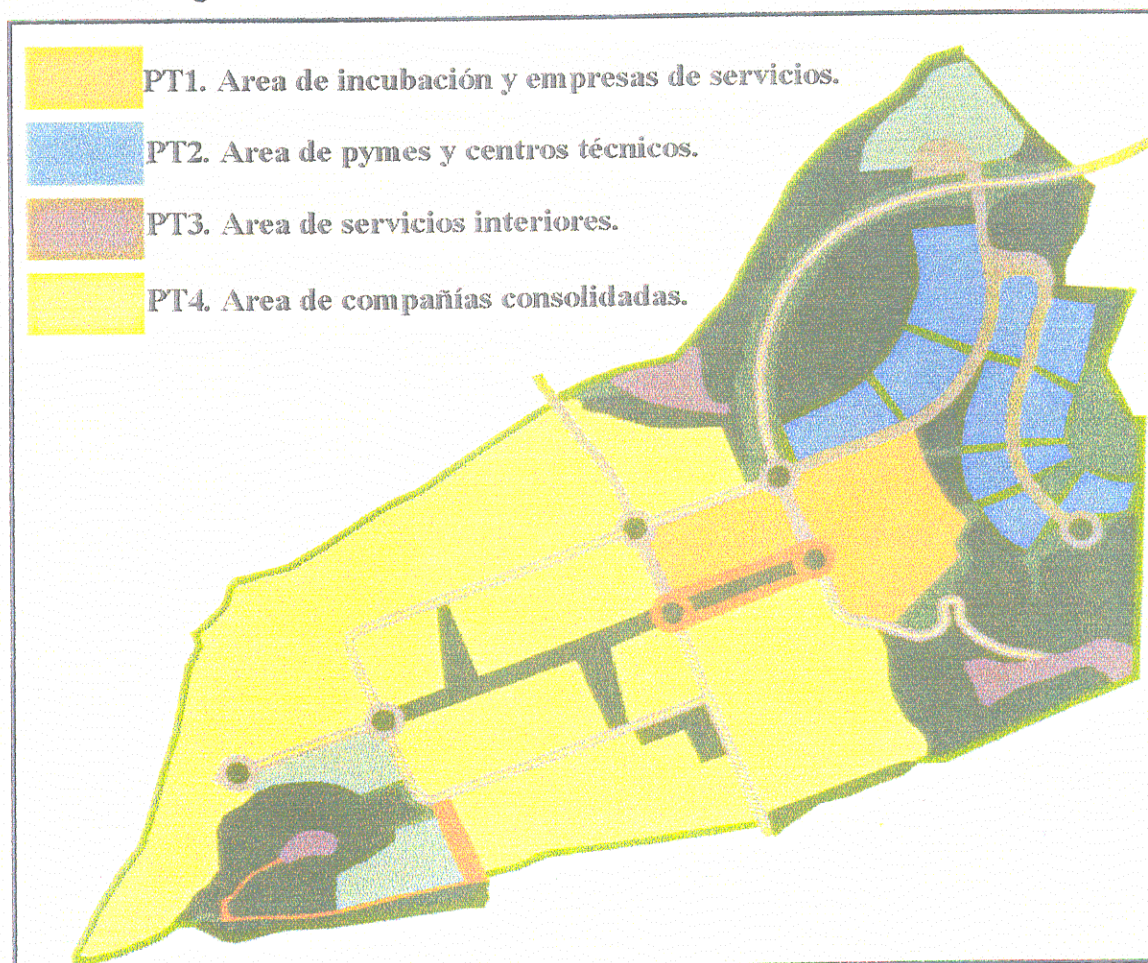 PT1. Area de incubación y empresas de servicios.
PT2. Area de pymes y centros técnicos.
PT3. Area de servicios interiores.
PT4. Area de compañías consolidadas.